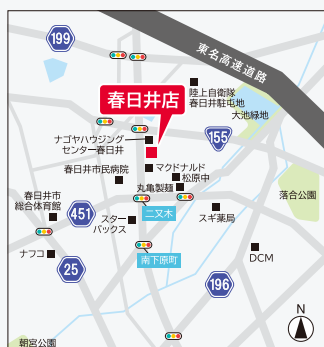 199
東名高速道路
陸上自衛隊
春日井駐屯地
大池緑地
春日井店
155
ナゴヤハウジング
センター春日井
マクドナルド
松原中
春日井市民病院
丸亀製麺
落合公園
春日井市
総合体育館
451
スター
バックス
二又木
スギ薬局
ナフコ
25
南下原町
DCM
196
N
朝宮公園